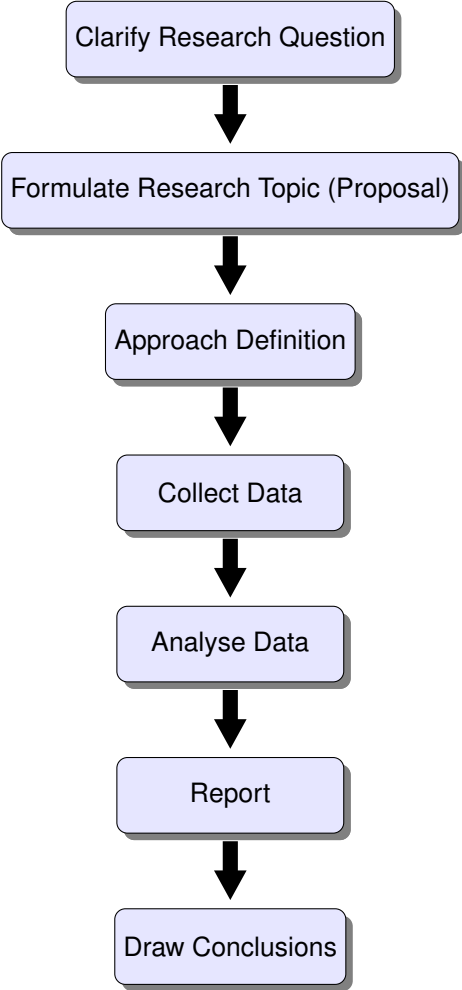 Clarify Research Question
Formulate Research Topic (Proposal)
Approach Definition
Collect Data
Analyse Data
Report
Draw Conclusions